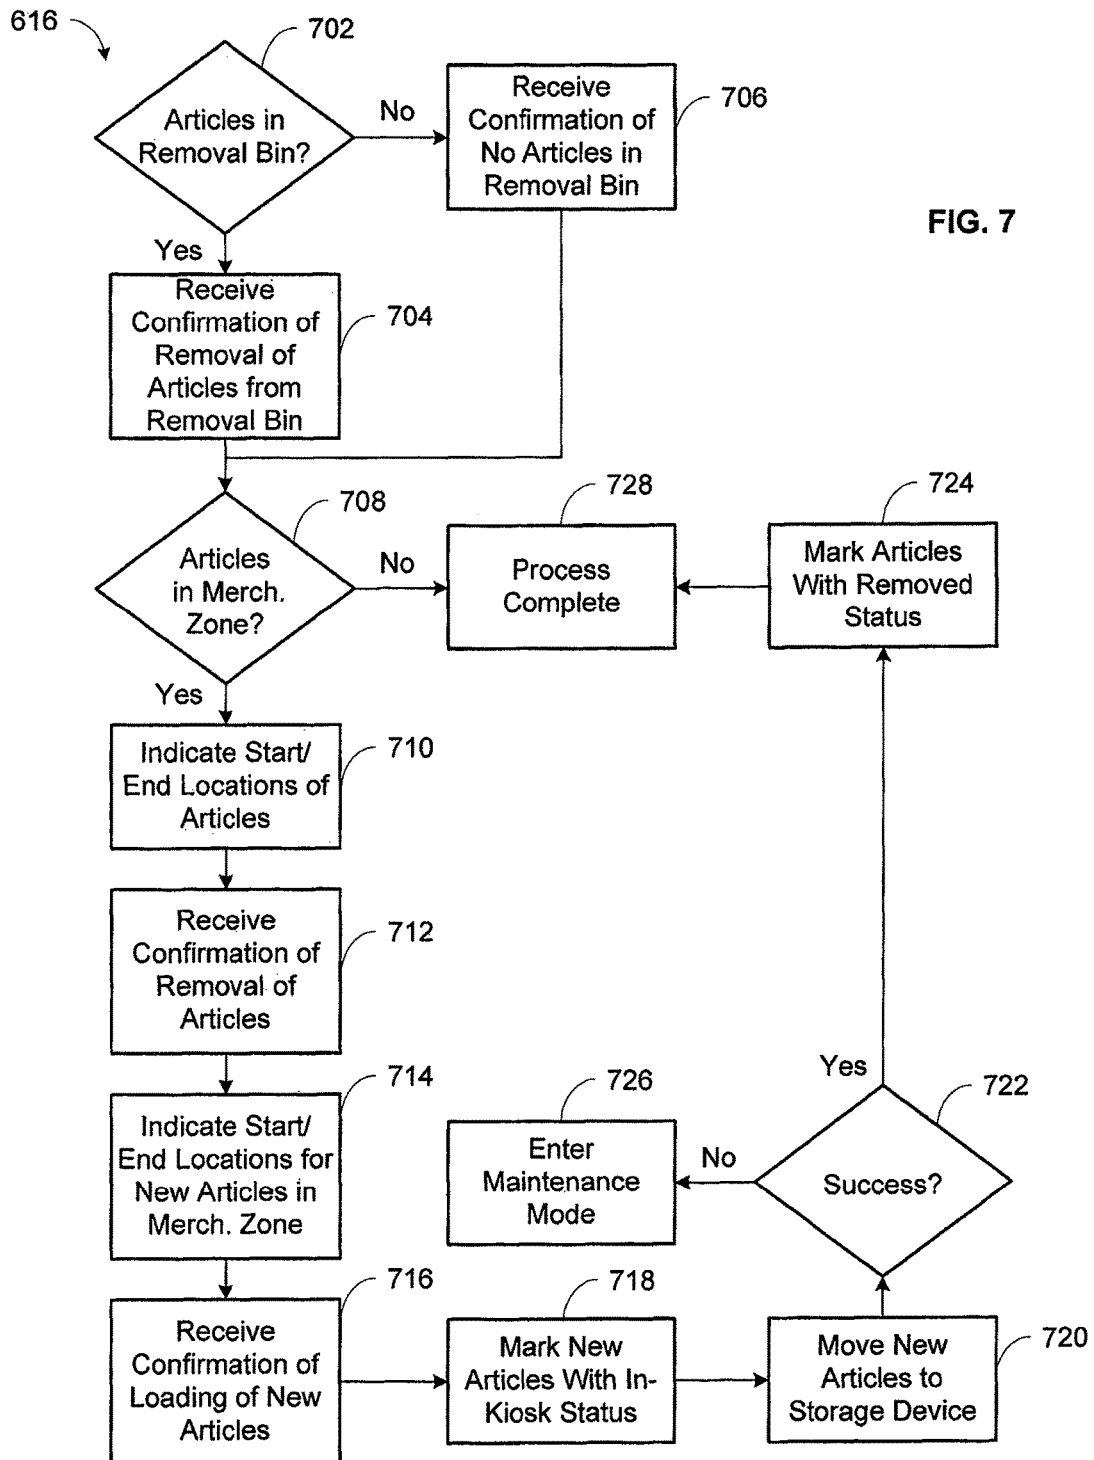 616
702
Articles in
Removal Bin?
No
Receive
Confirmation of
No Articles in
Removal Bin
706
FIG. 7
Yes
Receive
Confirmation of
Removal of
Articles from
Removal Bin
704
708
Articles
in Merch.
Zone?
No
728
Process
Complete
724
Mark Articles
With Removed
Status
Yes
Indicate Start/
End Locations of
Articles
710
Receive
Confirmation of
Removal of
Articles
712
714
Indicate Start/
End Locations for
New Articles in
Merch. Zone
726
Enter
Maintenance
Mode
No
Yes
722
Success?
716
Receive
Confirmation of
Loading of New
Articles
718
Mark New
Articles With In-
Kiosk Status
Move New
Articles to
Storage Device
720